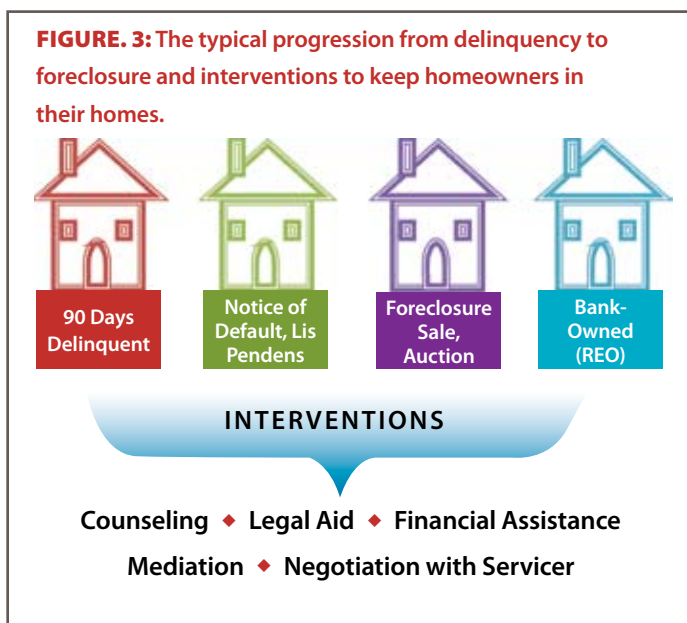 FIGURE. 3: The typical progression from delinquency to
foreclosure and interventions to keep homeowners in
their homes.
90 Days
Delinquent
Notice of
Default, Lis
Pendens
Foreclosure
Sale,
Auction
Bank-
Owned
(REO)
INTERVENTIONS
Counseling ◆ Legal Aid ◆ Financial Assistance
Mediation ◆ Negotiation with Servicer